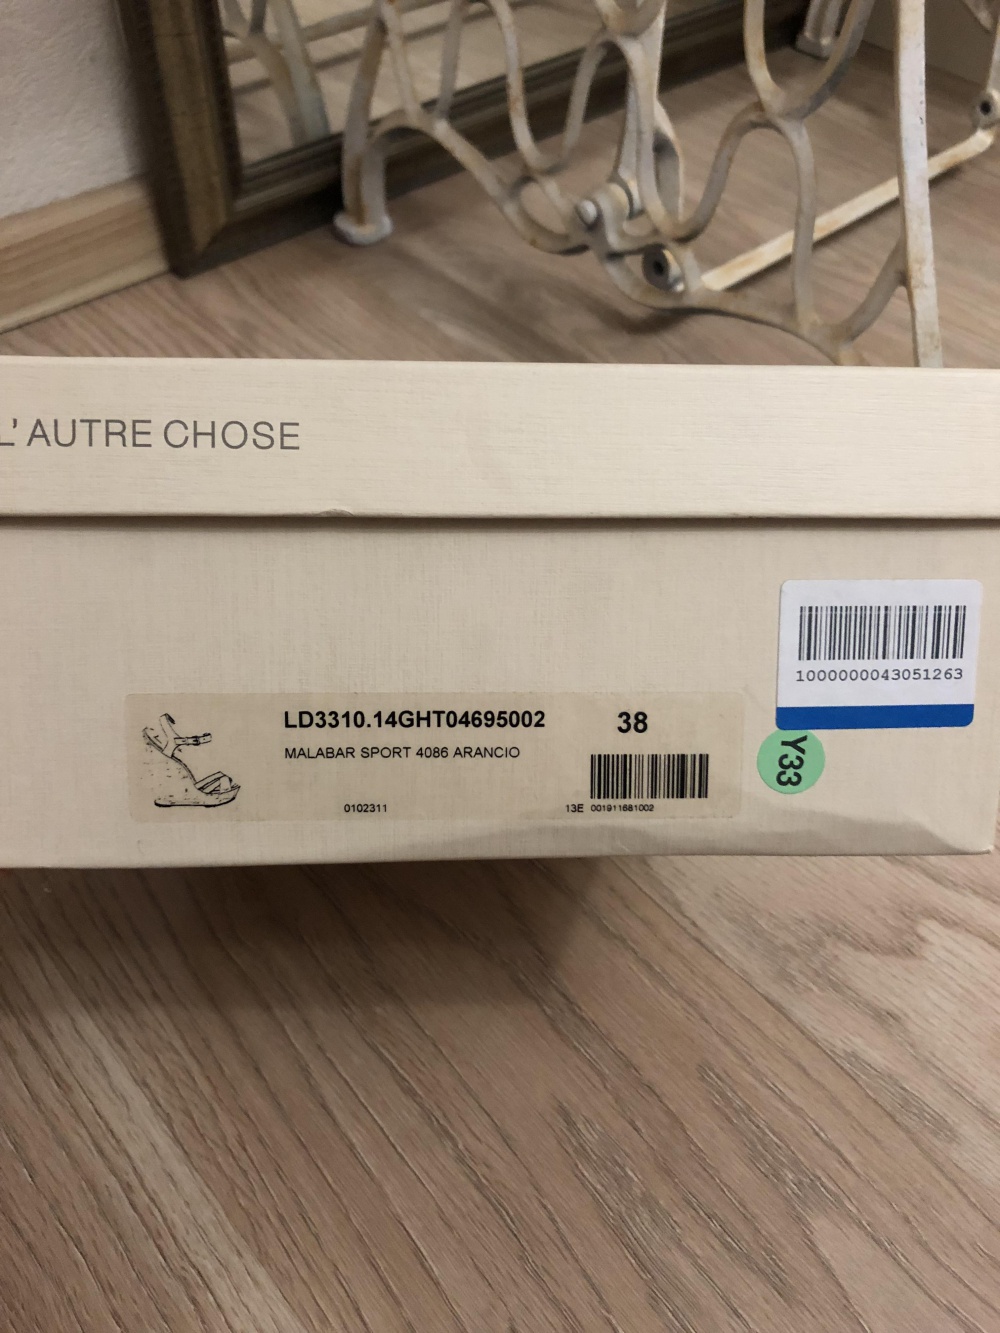 L' AUTRE CHOSE
1000000043051263
LD3310.14GHT04695002 38
MALABAR SPORT 4086 ARANCIO
Y33
0102311 13E 001911681002